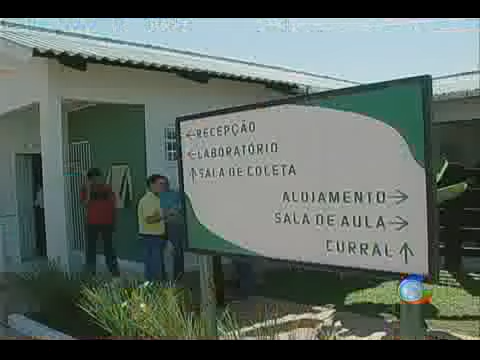 ← RECEPÇÃO
← LABORATÓRIO
↑ SALA DE COLETA
ALOJAMENTO →
SALA DE AULA →
CURRAL ↑